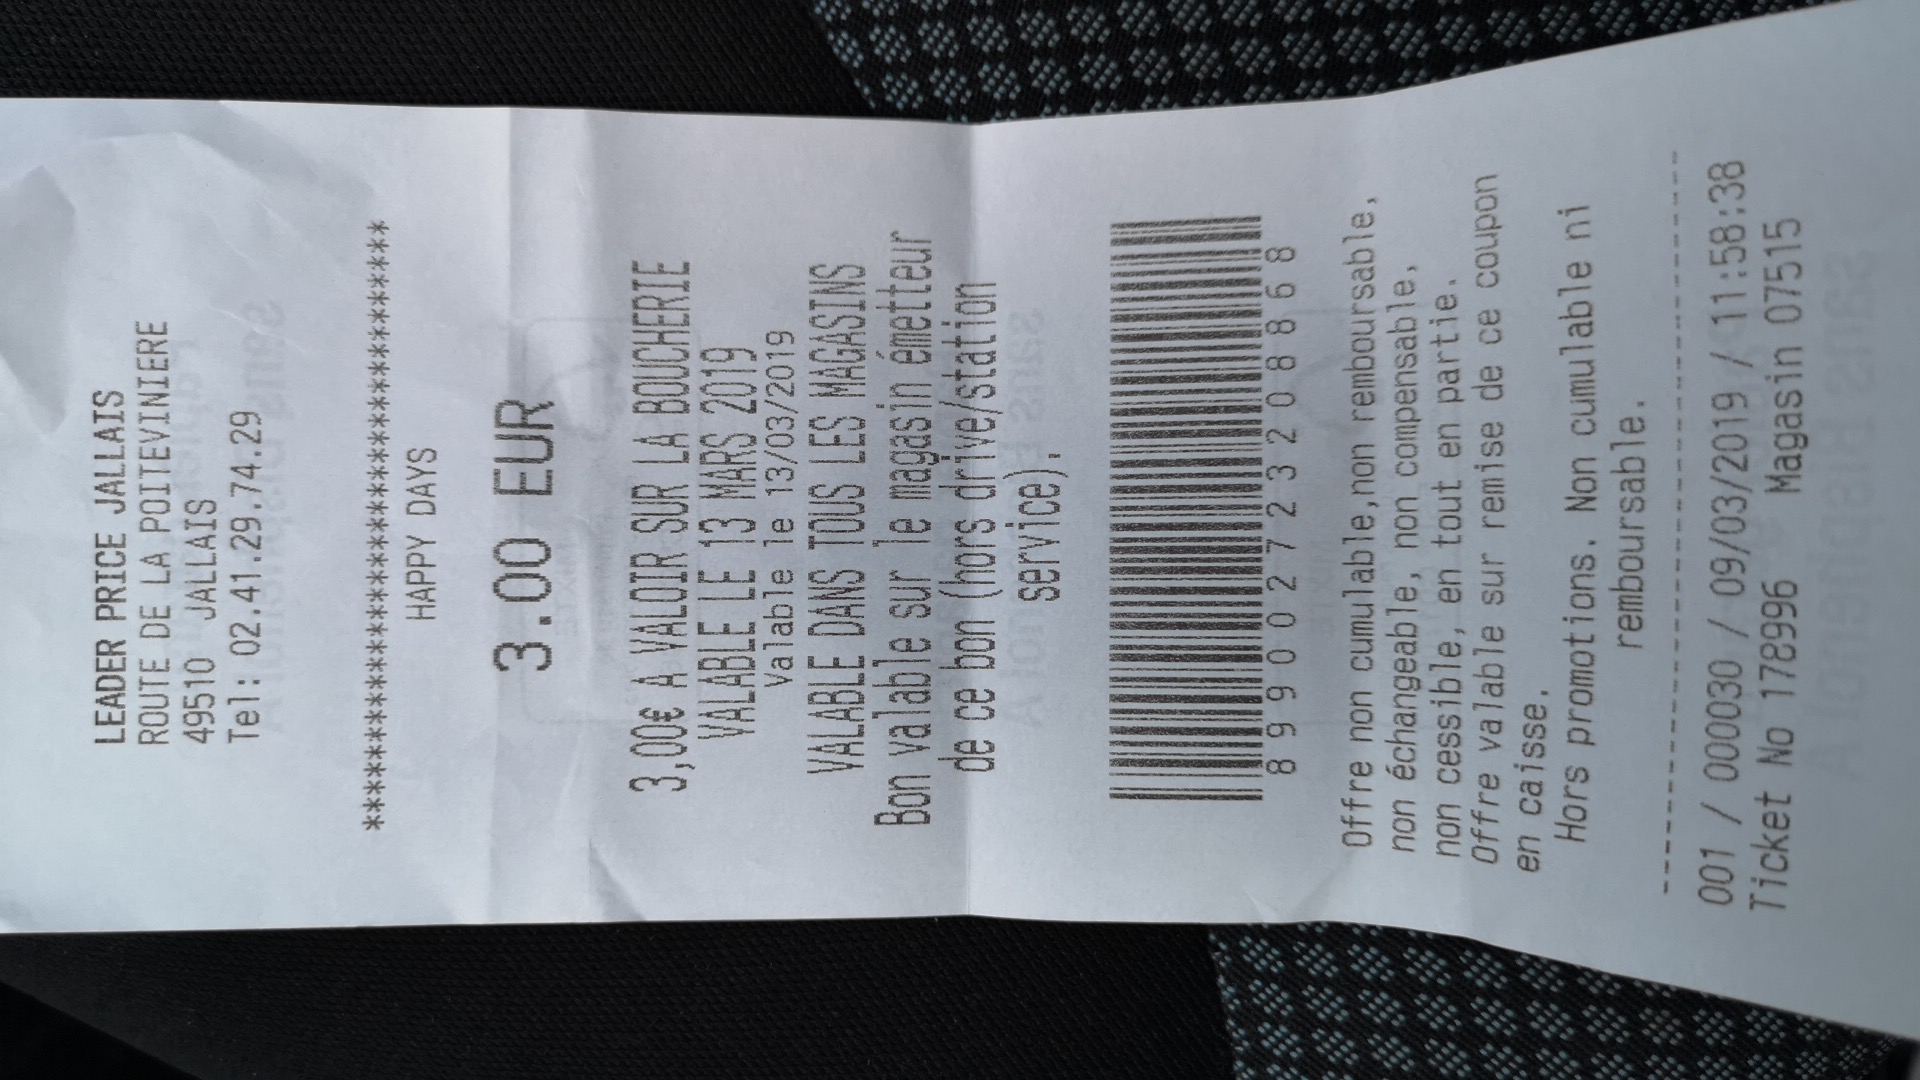 LEADER PRICE JALLAIS
ROUTE DE LA POITEVINIERE
49510 JALLAIS
Tel: 02.41.29.74.29
**********************************
HAPPY DAYS
3.00 EUR
3,00€ A VALOIR SUR LA BOUCHERIE
VALABLE LE 13 MARS 2019
Valable le 13/03/2019
VALABLE DANS TOUS LES MAGASINS
Bon valable sur le magasin émetteur
de ce bon (hors drive/station
service).
899002723208868
Offre non cumulable,non remboursable,
non échangeable, non compensable,
non cessible, en tout en partie.
Offre valable sur remise de ce coupon
en caisse.
Hors promotions. Non cumulable ni
remboursable.
001 / 000030 / 09/03/2019 / 11:58:38
Ticket No 178996 Magasin 07515